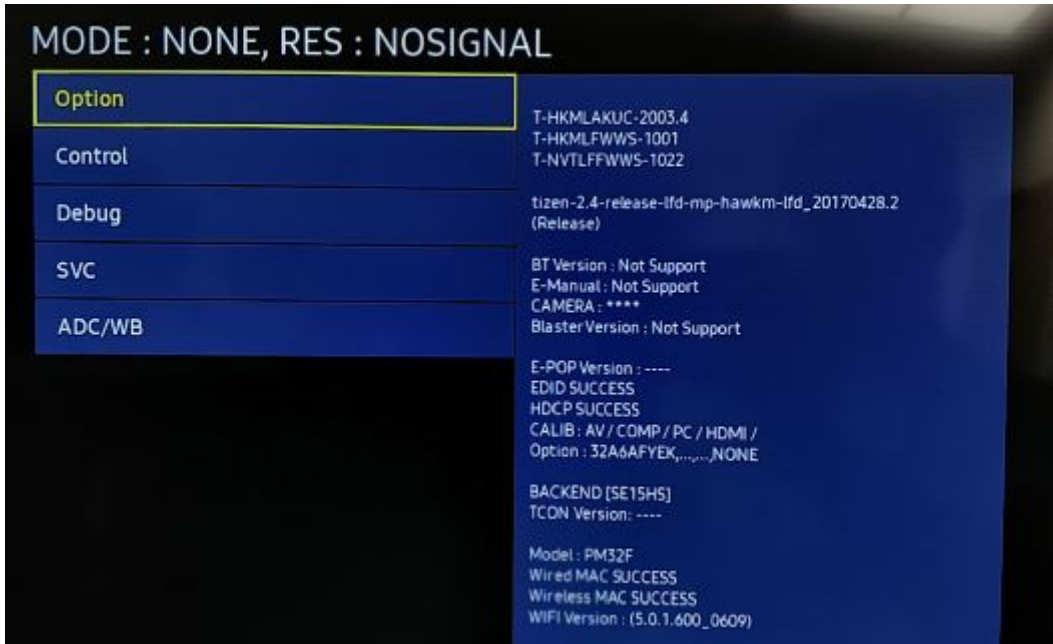 MODE : NONE, RES : NOSIGNAL
Option
Control
Debug
SVC
ADC/WB
T-HKMLAKUC-2003.4
T-HKMLFWWS-1001
T-NVTLFFWWS-1022
tizen-2.4-release-lfd-mp-hawkm-lfd_20170428.2
(Release)
BT Version : Not Support
E-Manual : Not Support
CAMERA : ****
BlasterVersion : Not Support
E-POP Version : ----
EDID SUCCESS
HDCP SUCCESS
CALIB : AV / COMP / PC / HDMI /
Option : 32A6AFYEK,...,...,NONE
BACKEND [SE15HS]
TCON Version: ----
Model : PM32F
Wired MAC SUCCESS
Wireless MAC SUCCESS
WIFI Version : (5.0.1.600_0609)